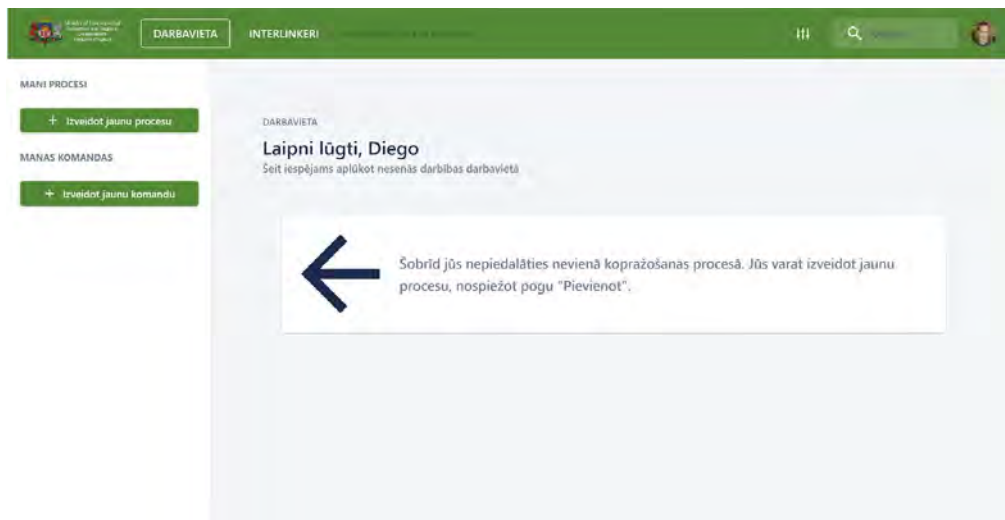 DARBAVIETA
INTERLINKERI
MANI PROCESI
+ Izveidot jaunu procesu
MANAS KOMANDAS
+ Izveidot jaunu komandu
DARBAVIETA
Laipni lūgti, Diego
Šeit iespējams aplūkot nesenās darbības darbavietā
Šobrīd jūs nepiedalāties nevienā kopražošanas procesā. Jūs varat izveidot jaunu
procesu, nospiežot pogu "Pievienot".